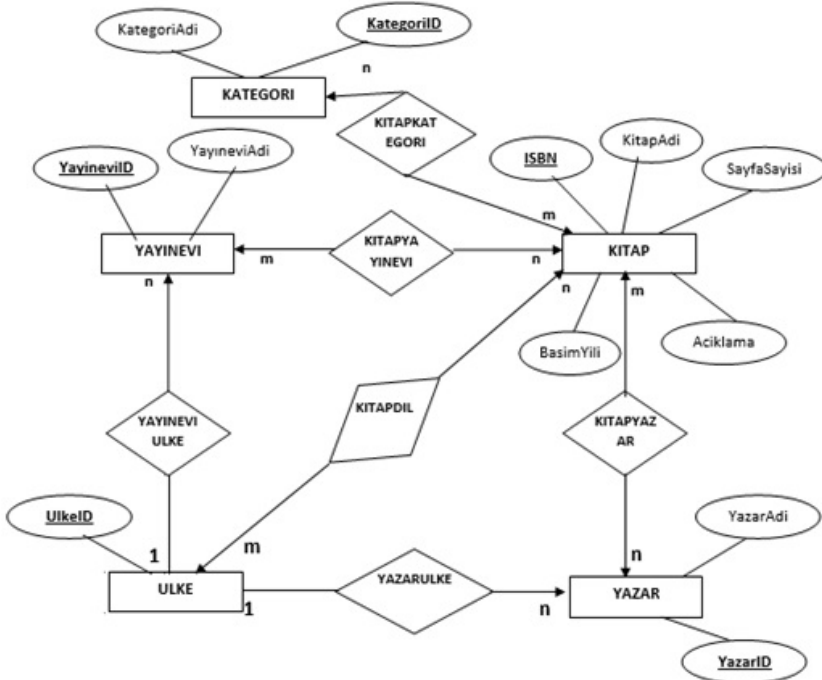 KategoriAdi
KategoriID
KATEGORI
n
KITAPKAT
EGORI
YayineviID
YayıneviAdi
ISBN
KitapAdi
SayfaSayisi
m
YAYINEVI
m
KITAPYA
YINEVI
n
KITAP
n
n
m
BasimYili
Aciklama
KITAPDIL
YAYINEVI
ULKE
KITAPYAZ
AR
UlkeID
YazarAdi
1
m
n
ULKE
1
YAZARULKE
n
YAZAR
YazarID